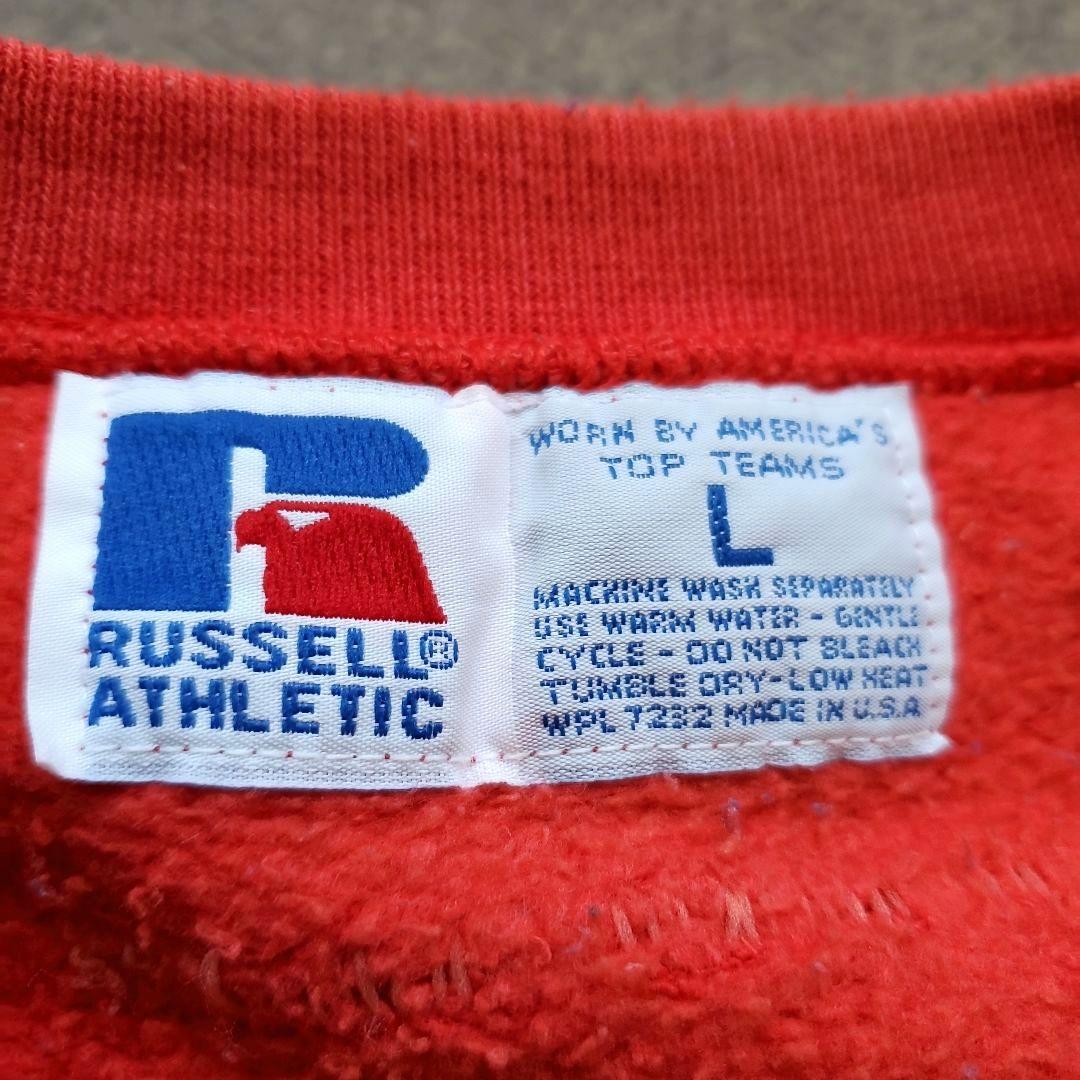 RUSSELL®
ATHLETIC
WORN BY AMERICA'S
TOP TEAMS
L
MACHINE WASH SEPARATELY
USE WARM WATER - GENTLE
CYCLE - DO NOT BLEACH
TUMBLE DRY-LOW HEAT
WPL 7232 MADE IN U.S.A